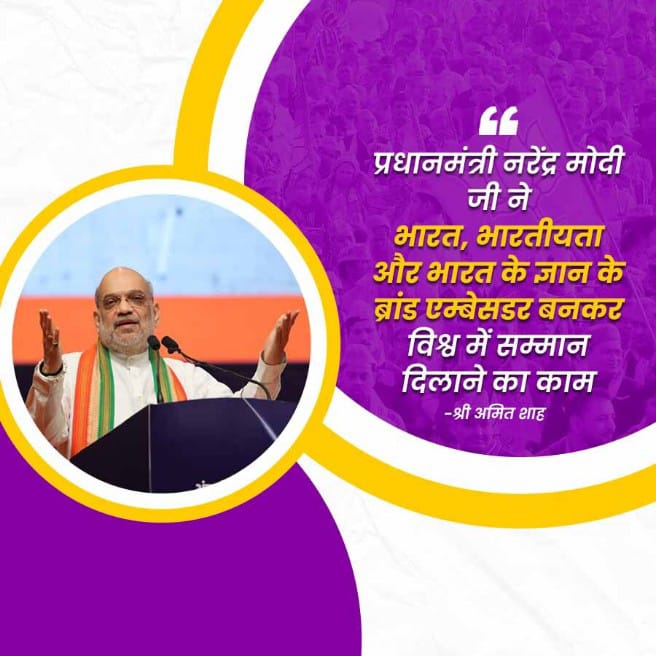 प्रधानमंत्री नरेंद्र मोदी
जी ने
भारत, भारतीयता
और भारत के ज्ञान के
ब्रांड एम्बेसडर बनकर
विश्व में सम्मान
दिलाने का काम
-श्री अमित शाह